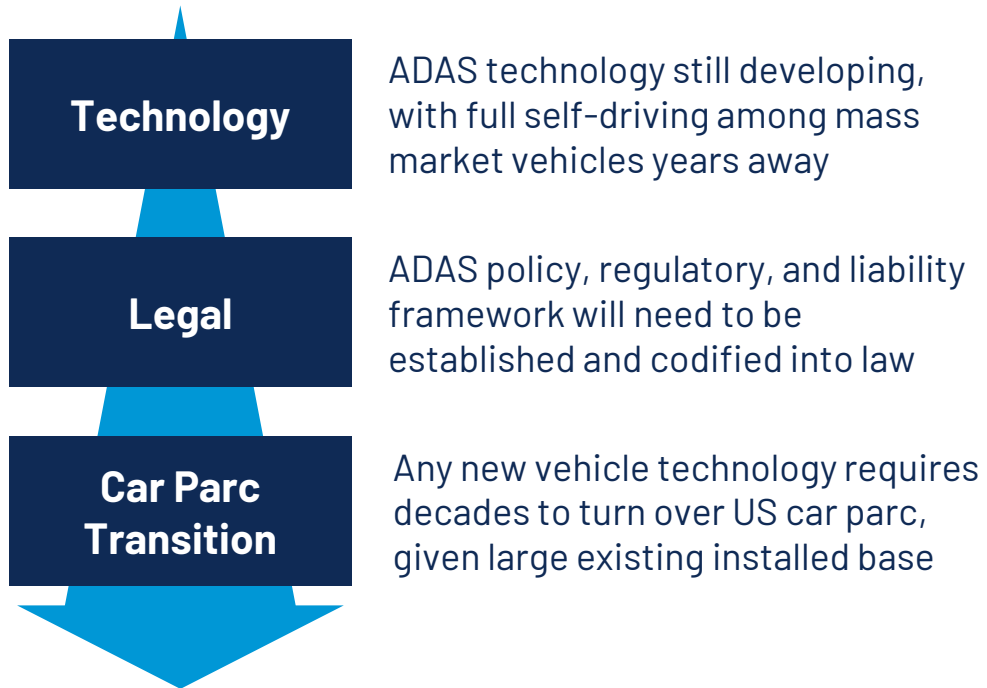 Technology
ADAS technology still developing,
with full self-driving among mass
market vehicles years away
Legal
ADAS policy, regulatory, and liability
framework will need to be
established and codified into law
Car Parc
Transition
Any new vehicle technology requires
decades to turn over US car parc,
given large existing installed base